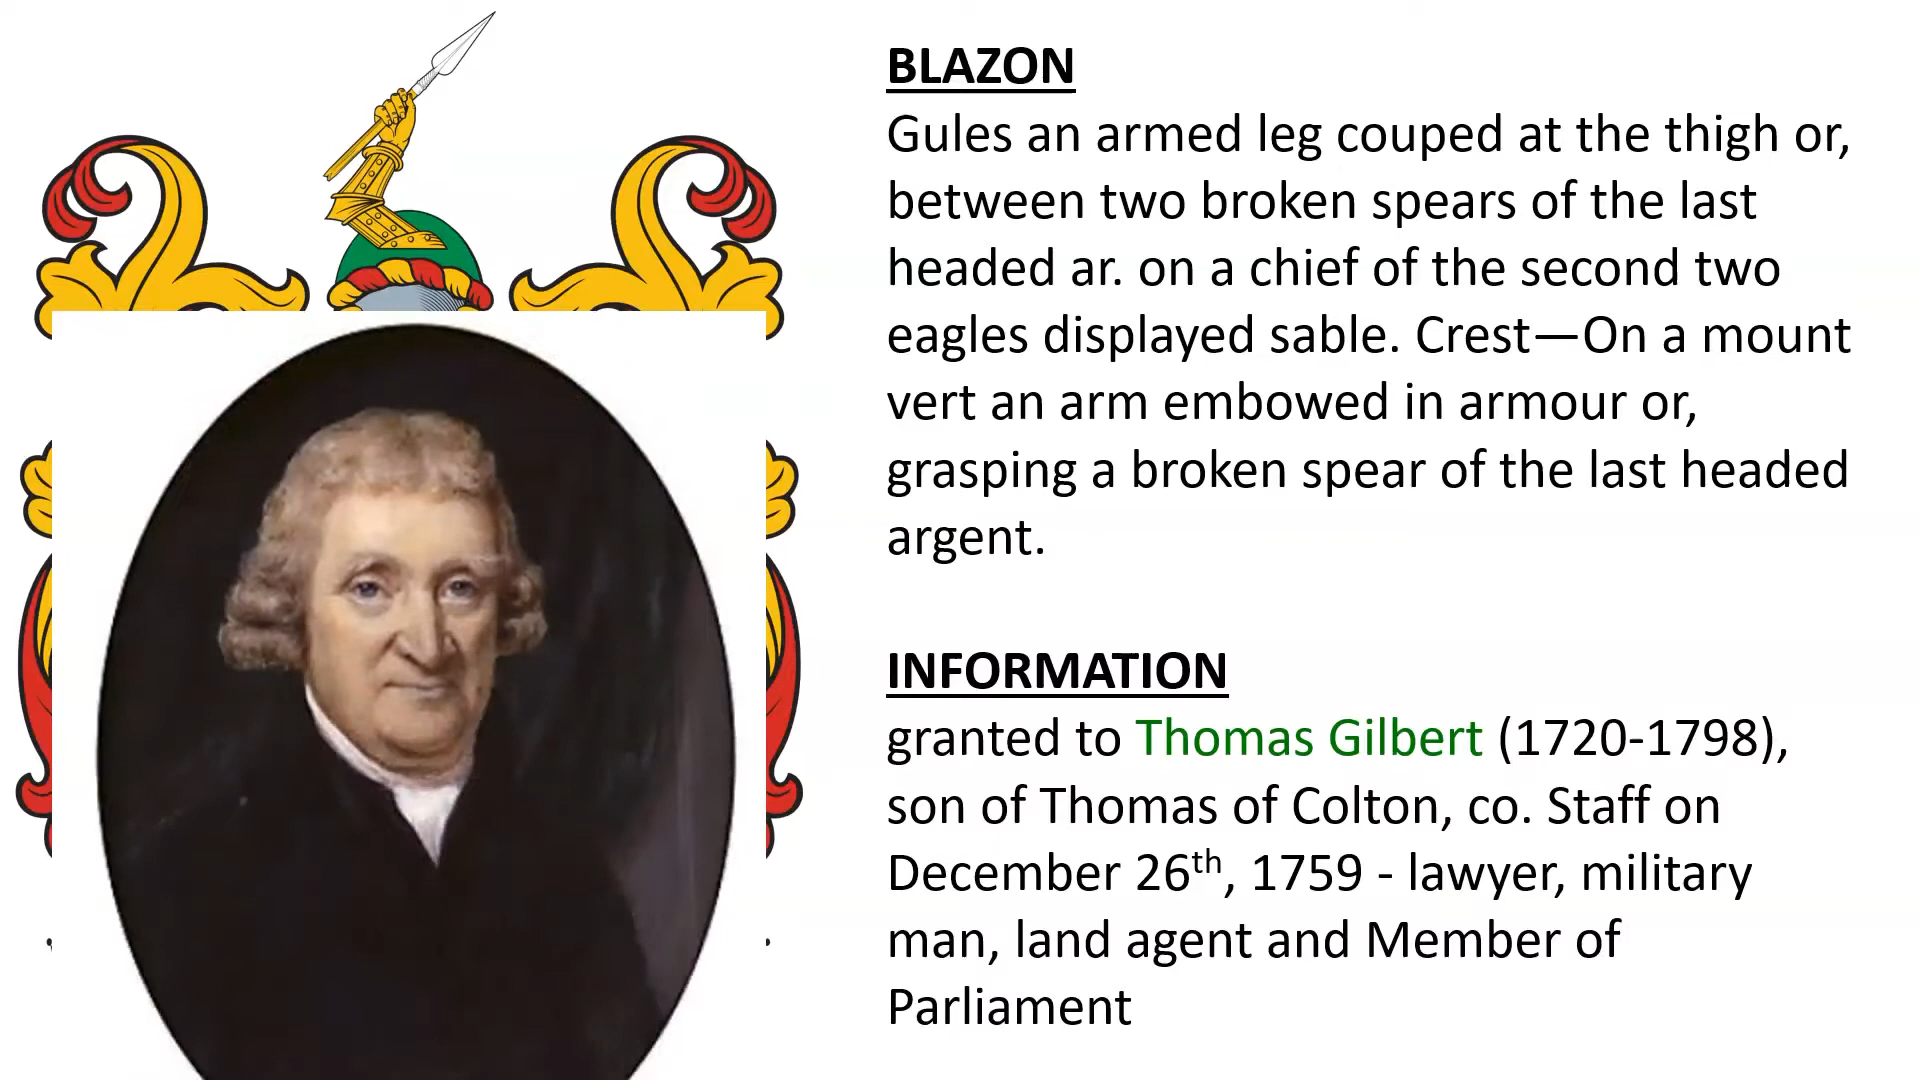 BLAZON
Gules an armed leg couped at the thigh or,
between two broken spears of the last
headed ar. on a chief of the second two
eagles displayed sable. Crest—On a mount
vert an arm embowed in armour or,
grasping a broken spear of the last headed
argent.
INFORMATION
granted to Thomas Gilbert (1720-1798),
son of Thomas of Colton, co. Staff on
December 26th, 1759 - lawyer, military
man, land agent and Member of
Parliament